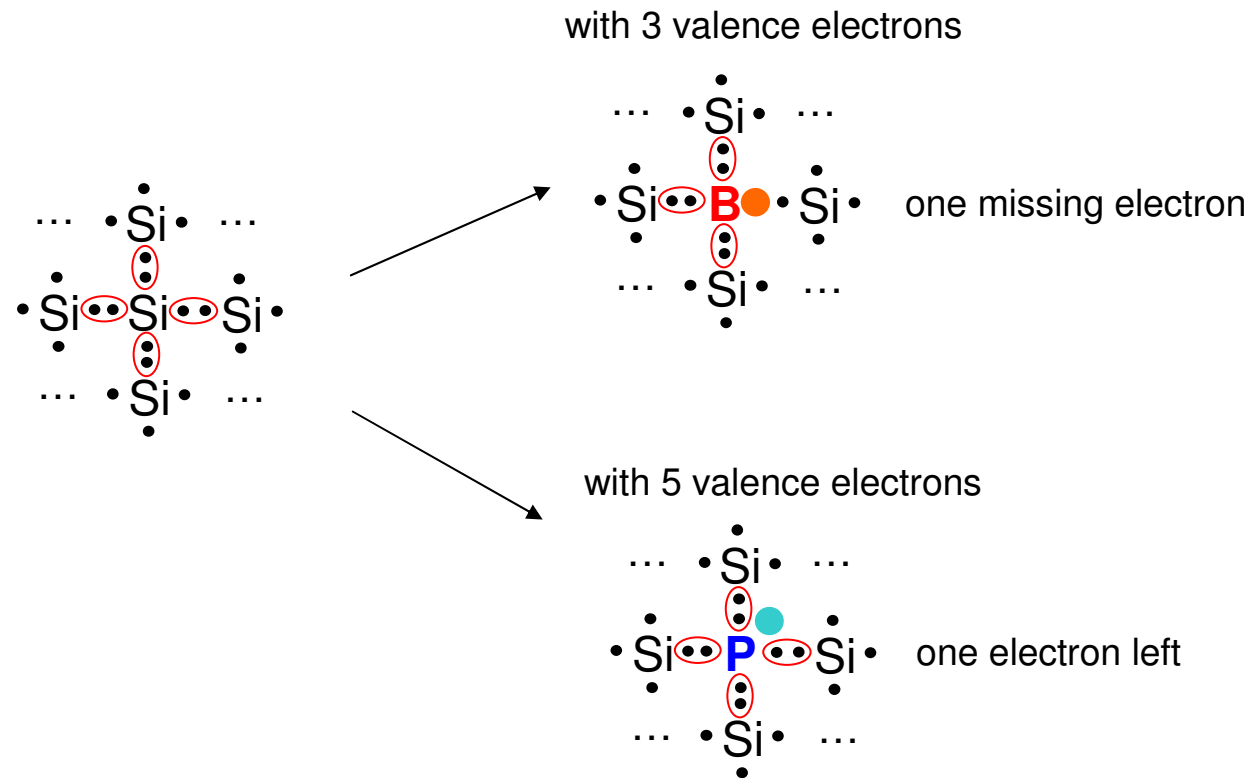 with 3 valence electrons
... Si ...
Si B Si one missing electron
... Si ...
... Si ...
Si Si Si
... Si ...
with 5 valence electrons
... Si ...
Si P Si one electron left
... Si ...